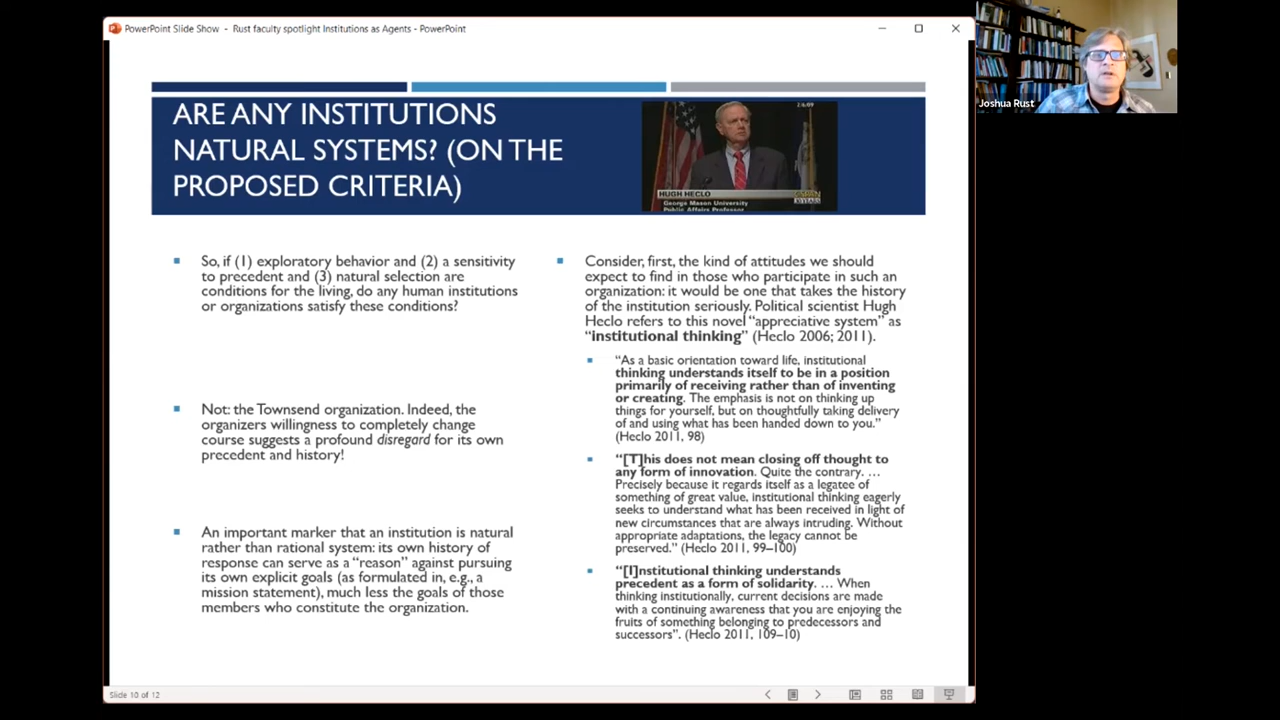 PowerPoint Slide Show - Rust faculty spotlight Institutions as Agents - PowerPoint
Joshua Rust
ARE ANY INSTITUTIONS
NATURAL SYSTEMS? (ON THE
PROPOSED CRITERIA)
HUGH HECLO
George Mason University
Public Affairs Professor
So, if (1) exploratory behavior and (2) a sensitivity
to precedent and (3) natural selection are
conditions for the living, do any human institutions
or organizations satisfy these conditions?
Not: the Townsend organization. Indeed, the
organizers willingness to completely change
course suggests a profound disregard for its own
precedent and history!
An important marker that an institution is natural
rather than rational system: its own history of
response can serve as a “reason” against pursuing
its own explicit goals (as formulated in, e.g., a
mission statement), much less the goals of those
members who constitute the organization.
Consider, first, the kind of attitudes we should
expect to find in those who participate in such an
organization: it would be one that takes the history
of the institution seriously. Political scientist Hugh
Heclo refers to this novel “appreciative system” as
“institutional thinking” (Heclo 2006; 2011).
“As a basic orientation toward life, institutional
thinking understands itself to be in a position
primarily of receiving rather than of inventing
or creating. The emphasis is not on thinking up
things for yourself, but on thoughtfully taking delivery
of and using what has been handed down to you.”
(Heclo 2011, 98)
“[T]his does not mean closing off thought to
any form of innovation. Quite the contrary. …
Precisely because it regards itself as a legatee of
something of great value, institutional thinking eagerly
seeks to understand what has been received in light of
new circumstances that are always intruding. Without
appropriate adaptations, the legacy cannot be
preserved.” (Heclo 2011, 99–100)
“[I]nstitutional thinking understands
precedent as a form of solidarity. … When
thinking institutionally, current decisions are made
with a continuing awareness that you are enjoying the
fruits of something belonging to predecessors and
successors”. (Heclo 2011, 109–10)
Slide 10 of 12